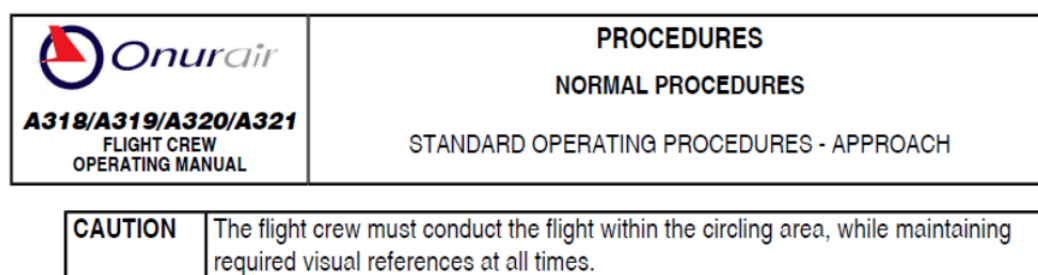 Onurair
A318/A319/A320/A321
FLIGHT CREW
OPERATING MANUAL
PROCEDURES
NORMAL PROCEDURES
STANDARD OPERATING PROCEDURES - APPROACH
CAUTION
The flight crew must conduct the flight within the circling area, while maintaining
required visual references at all times.